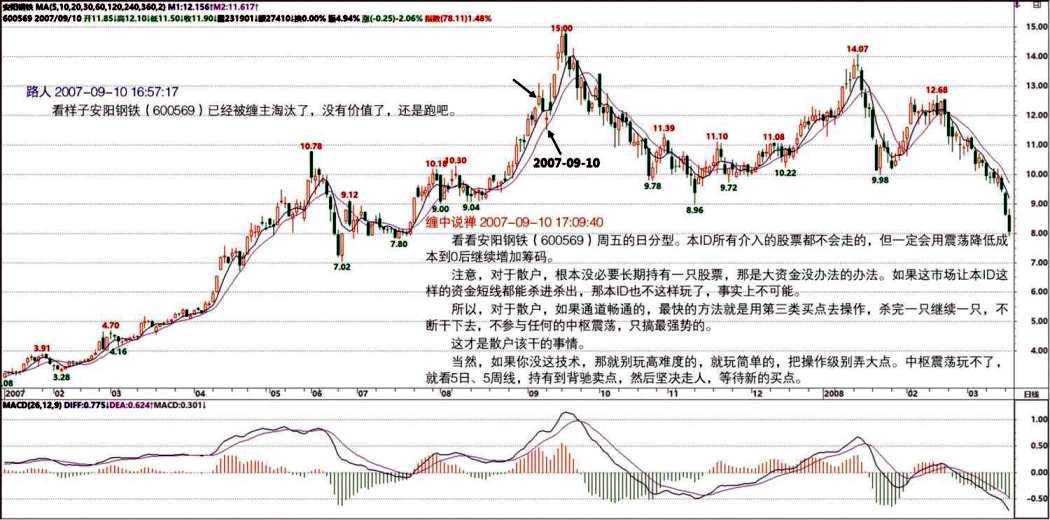 安阳钢铁 MA(5,10,20,30,60,120,240,360,2) M1:12.156↑M2:11.617↑
600569 2007/09/10 开11.85↓高12.10↓低11.50↓收11.90↓量231901↓额27410↓换0.00% 振4.94% 涨(-0.25)-2.06% 指数(78.11)1.48%
15.00
15.00
14.07
14.00
路人 2007-09-10 16:57:17
看样子安阳钢铁（600569）已经被缠主淘汰了，没有价值了，还是跑吧。
12.68
13.00
12.00
2007-09-10
11.39
11.10
11.08
11.00
10.78
10.18
10.30
10.22
10.00
9.78
9.72
9.98
9.12
9.00
9.04
8.96
9.00
7.80
8.00
7.02
7.00
缠中说禅 2007-09-10 17:09:40
看看安阳钢铁（600569）周五的日分型。本ID所有介入的股票都不会走的，但一定会用震荡降低成
本到0后继续增加筹码。
注意，对于散户，根本没必要长期持有一只股票，那是大资金没办法的办法。如果这市场让本ID这
样的资金短线都能杀进杀出，那本ID也不这样玩了，事实上不可能。
所以，对于散户，如果通道畅通的，最快的方法就是用第三类买点去操作，杀完一只继续一只，不
断干下去，不参与任何的中枢震荡，只搞最强势的。
这才是散户该干的事情。
当然，如果你没这技术，那就别玩高难度的，就玩简单的，把操作级别弄大点。中枢震荡玩不了，
就看5日、5周线，持有到背驰卖点，然后坚决走人，等待新的买点。
6.00
5.00
4.70
4.16
4.00
3.91
3.28
.08
2007 02 03 04 05 06 07 08 09 10 11 12 2008 02 03 日线
MACD(26,12,9) DIFF:0.775↓DEA:0.624↑MACD:0.301↓
1.00
0.50
0.00
-0.50